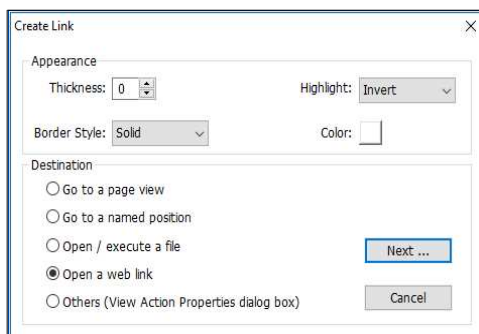 Create Link
Appearance
Thickness: 0 Highlight: Invert
Border Style: Solid Color:
Destination
Go to a page view
Go to a named position
Open / execute a file
Next ...
Open a web link
Others (View Action Properties dialog box)
Cancel